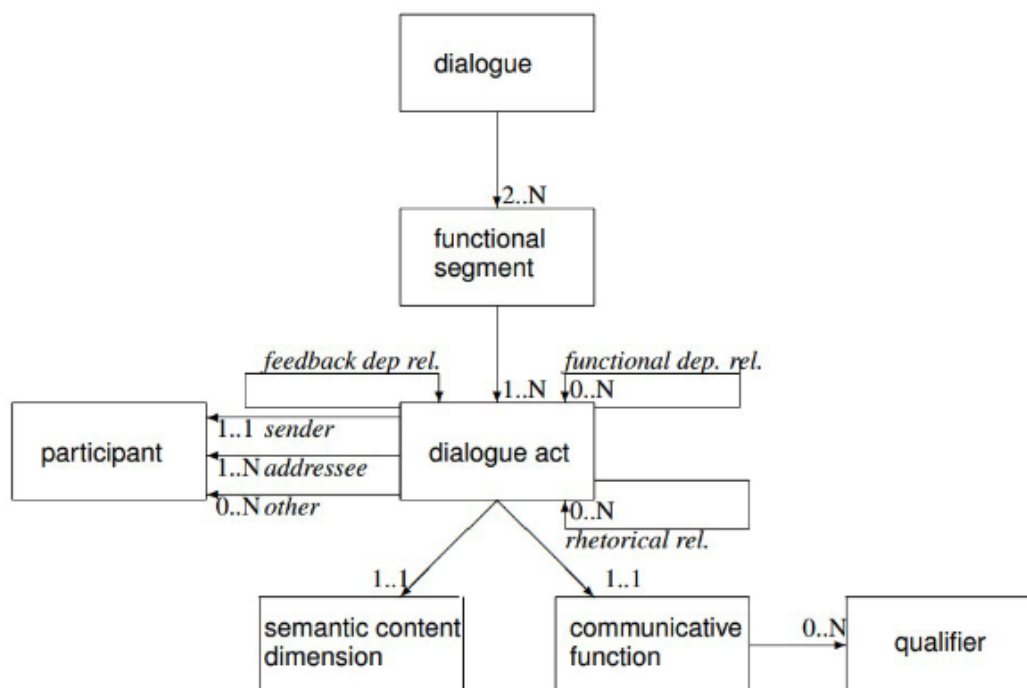 dialogue
2..N
functional
segment
feedback dep rel.
functional dep. rel.
1..N
0..N
participant
1..1 sender
1..N addressee
0..N other
dialogue act
0..N
rhetorical rel.
1..1
1..1
semantic content
dimension
communicative
function
0..N
qualifier